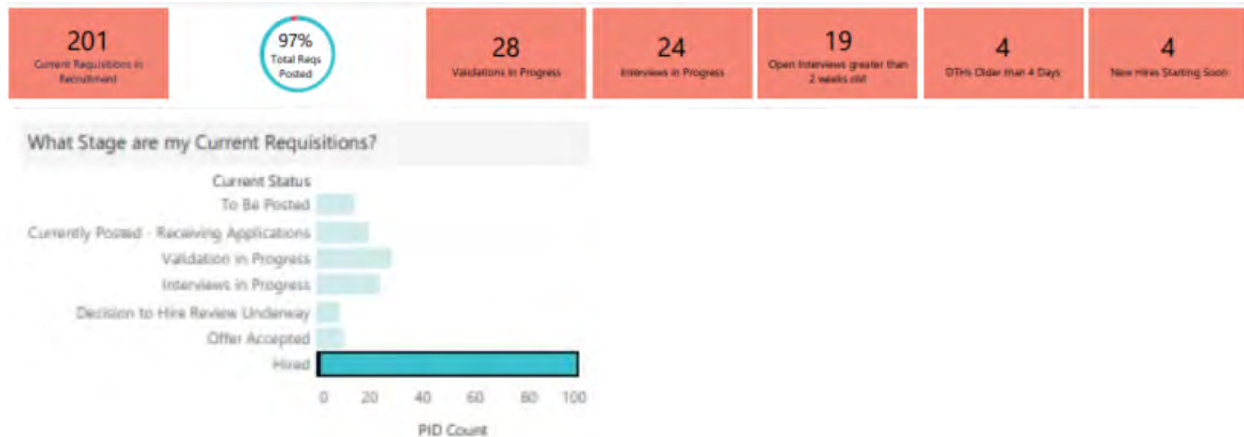 201
Current Requisitions in
Recruitment
97%
Total Reqs
Posted
28
Validations in Progress
24
Interviews in Progress
19
Open Interviews greater than
2 weeks old
4
DTHs Older than 4 Days
4
New Hires Starting Soon
What Stage are my Current Requisitions?
Current Status
To Be Posted
Currently Posted - Receiving Applications
Validation in Progress
Interviews in Progress
Decision to Hire Review Underway
Offer Accepted
Hired
0 20 40 60 80 100
PID Count